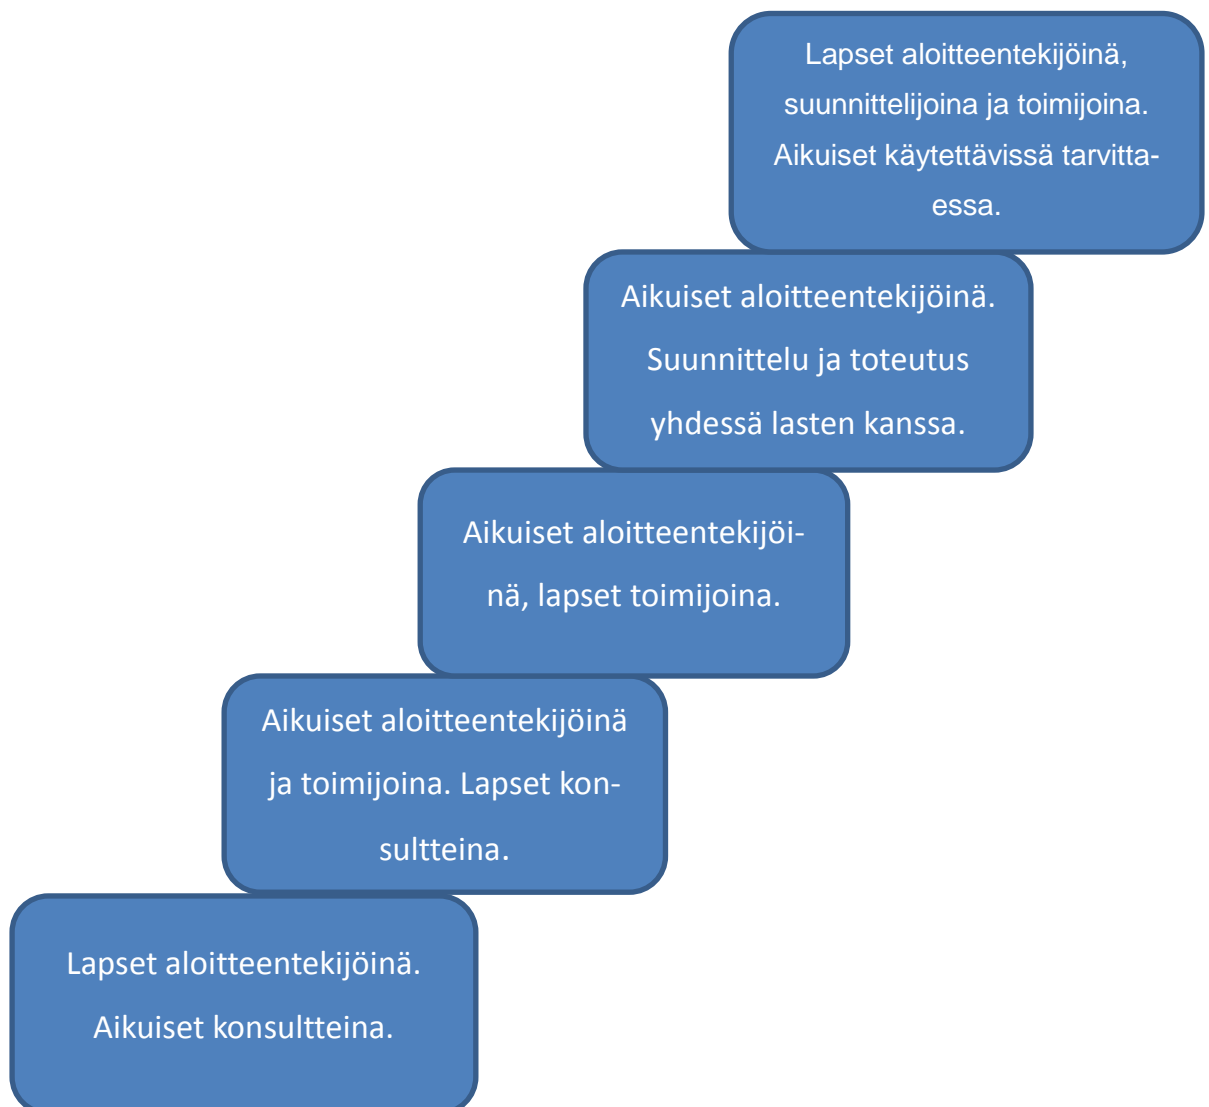 Lapset aloitteentekijöinä,
suunnittelijoina ja toimijoina.
Aikuiset käytettävissä tarvitta-
essa.
Aikuiset aloitteentekijöinä.
Suunnittelu ja toteutus
yhdessä lasten kanssa.
Aikuiset aloitteentekijöi-
nä, lapset toimijoina.
Aikuiset aloitteentekijöinä
ja toimijoina. Lapset kon-
sultteina.
Lapset aloitteentekijöinä.
Aikuiset konsultteina.